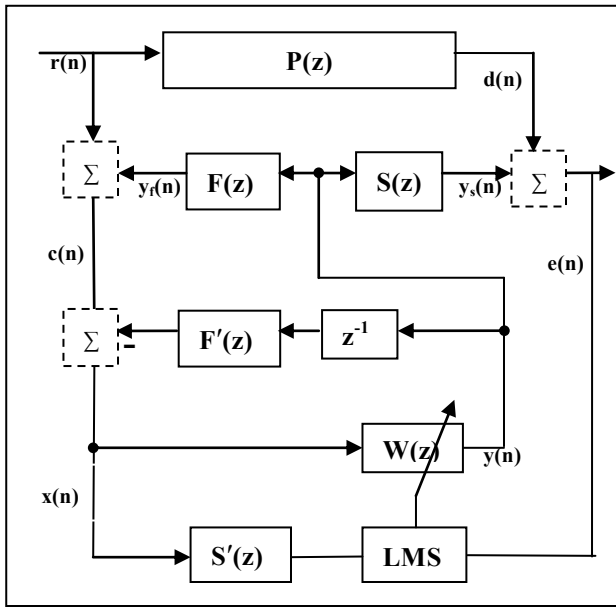 r(n)
P(z)
d(n)
∑
y_f(n)
F(z)
S(z)
y_s(n)
∑
c(n)
e(n)
∑
-
F′(z)
z^-1
W(z)
y(n)
x(n)
S′(z)
LMS